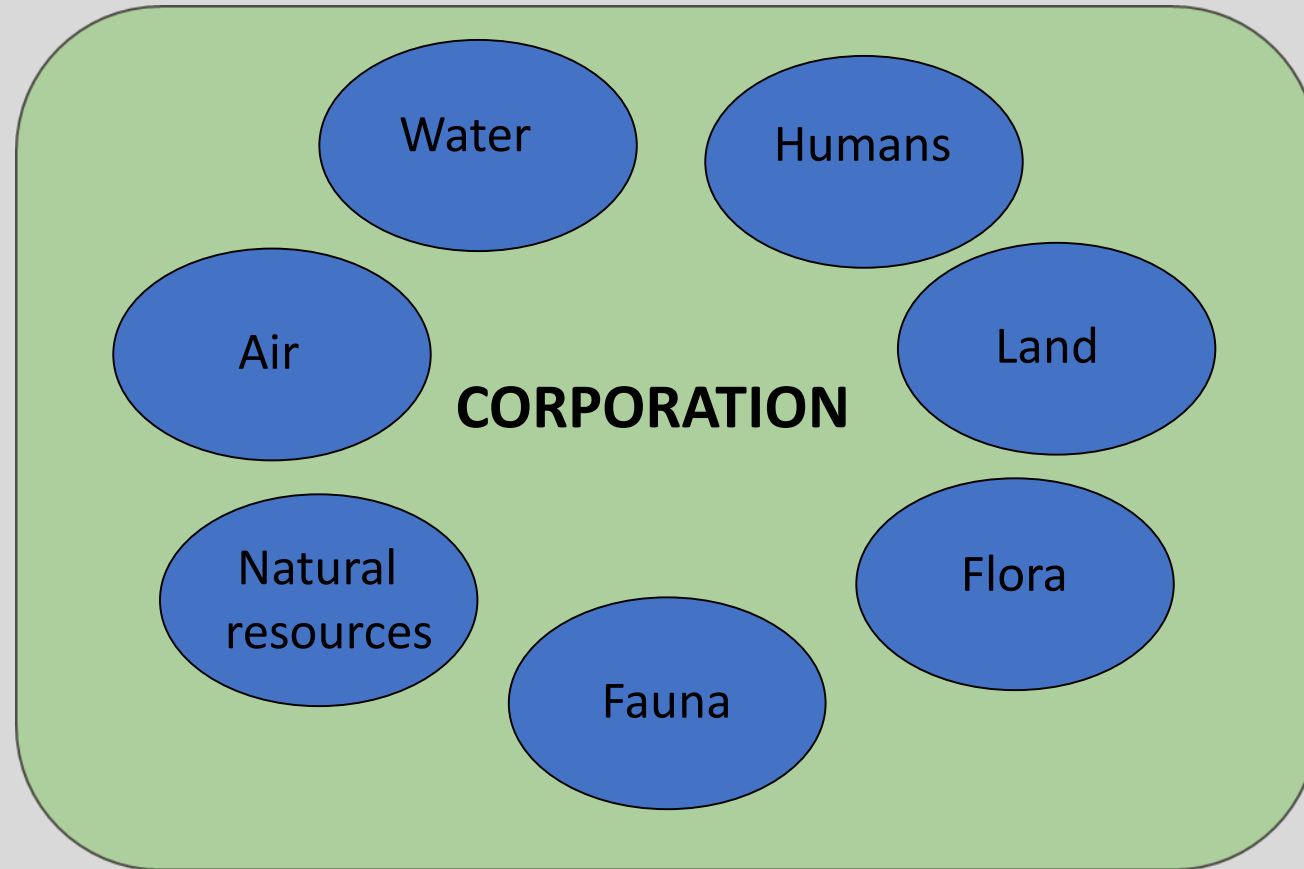 Water
Humans
Air
Land
CORPORATION
Natural
resources
Flora
Fauna